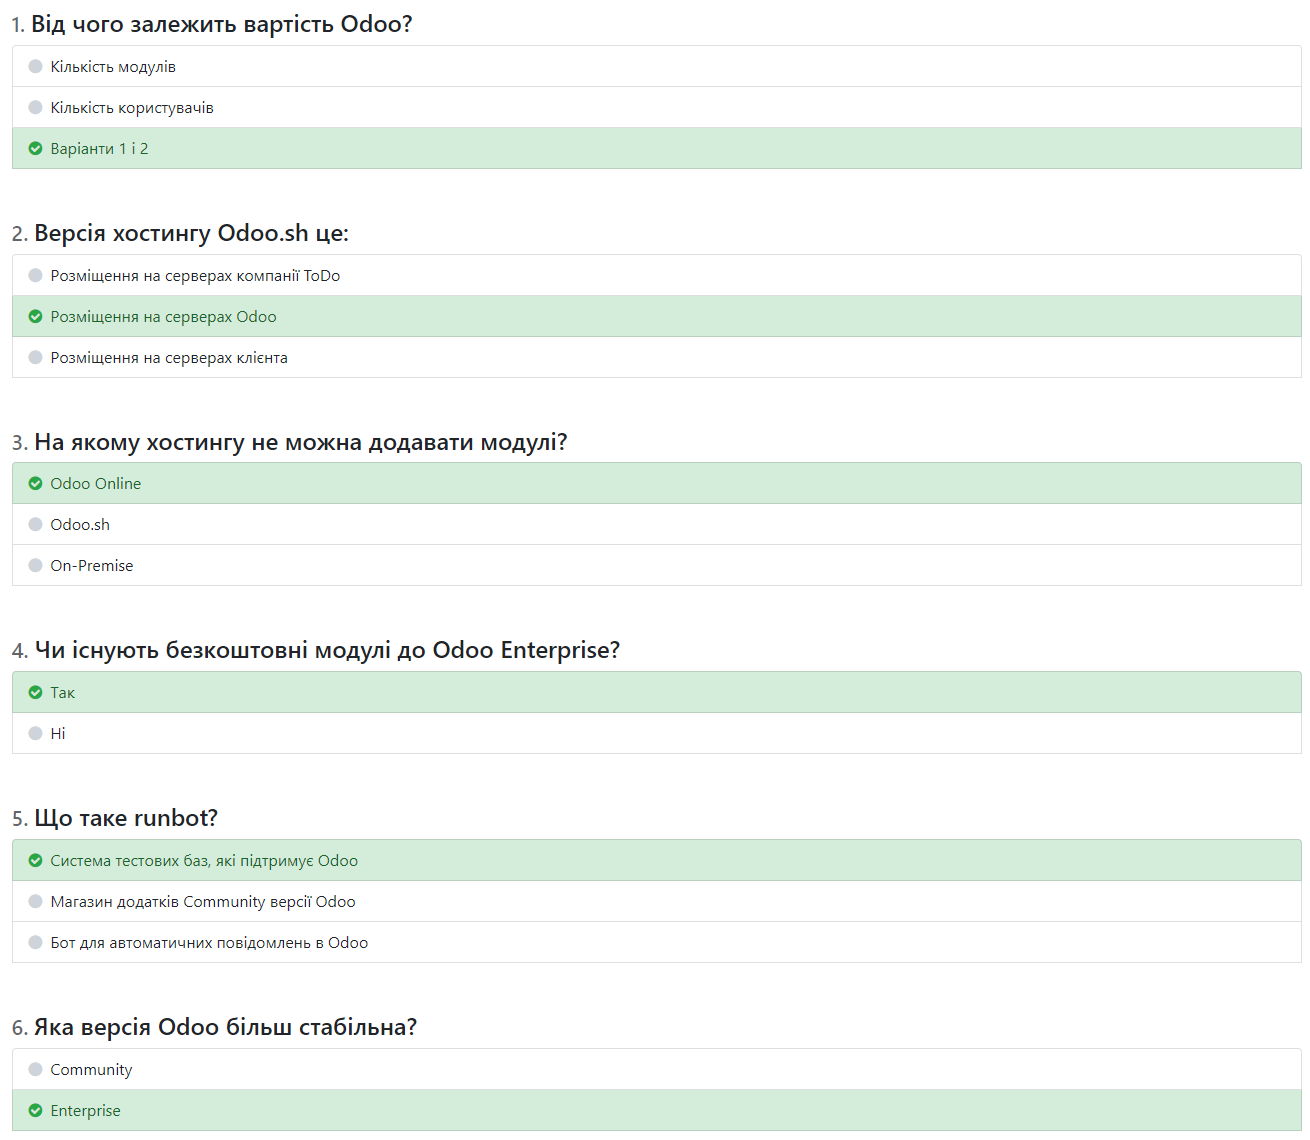 1. Від чого залежить вартість Odoo?
Кількість модулів
Кількість користувачів
Варіанти 1 і 2
2. Версія хостингу Odoo.sh це:
Розміщення на серверах компанії ToDo
Розміщення на серверах Odoo
Розміщення на серверах клієнта
3. На якому хостингу не можна додавати модулі?
Odoo Online
Odoo.sh
On-Premise
4. Чи існують безкоштовні модулі до Odoo Enterprise?
Так
Ні
5. Що таке runbot?
Система тестових баз, які підтримує Odoo
Магазин додатків Community версії Odoo
Бот для автоматичних повідомлень в Odoo
6. Яка версія Odoo більш стабільна?
Community
Enterprise